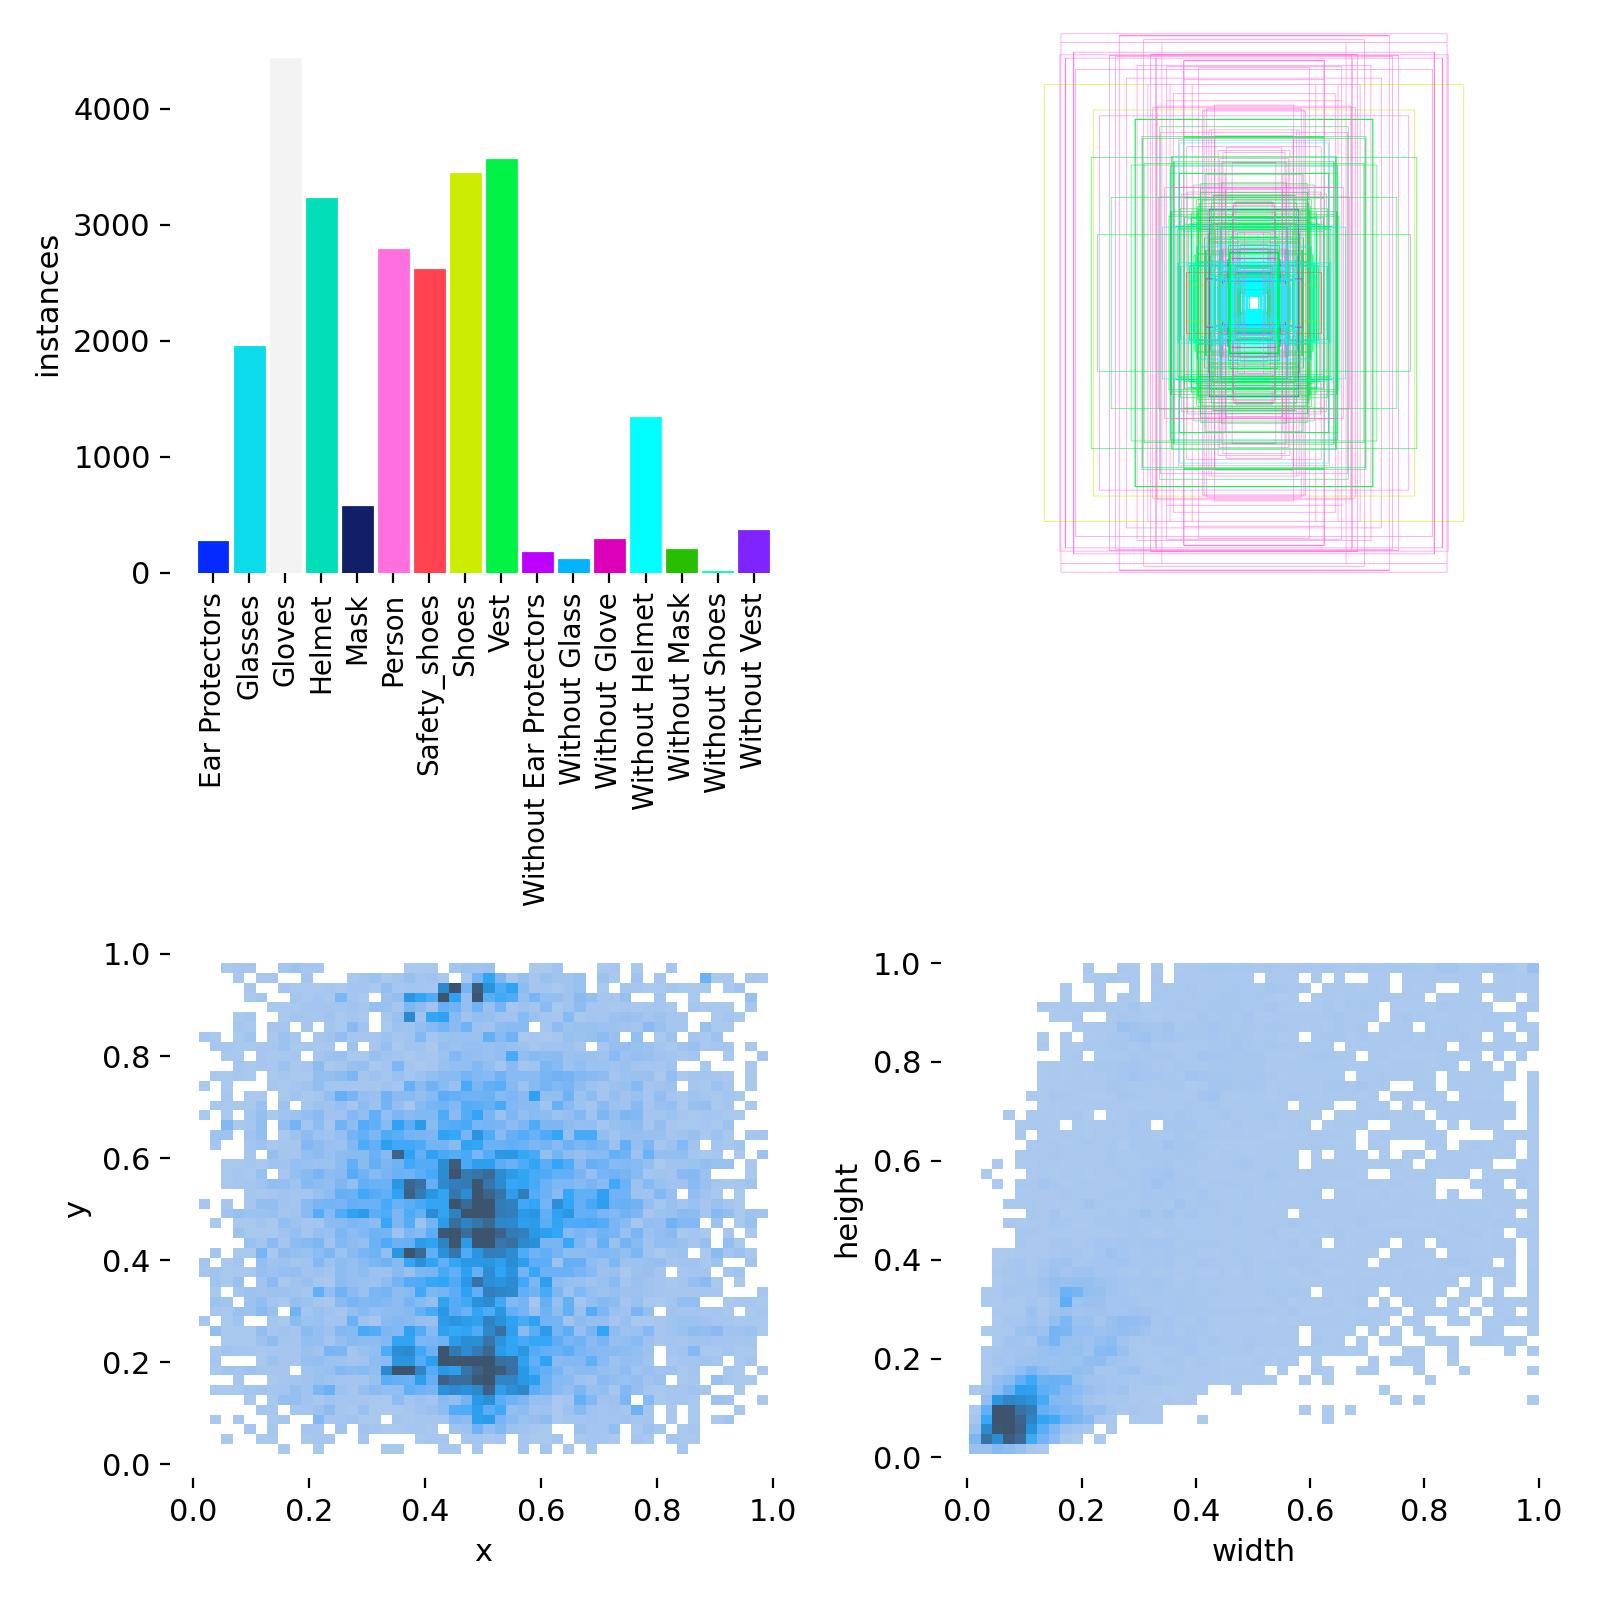 4000
3000
2000
1000
0
instances
Ear Protectors
Glasses
Gloves
Helmet
Mask
Person
Safety_shoes
Shoes
Vest
Without Ear Protectors
Without Glass
Without Glove
Without Helmet
Without Mask
Without Shoes
Without Vest
1.0
0.8
0.6
0.4
0.2
0.0
y
0.0 0.2 0.4 0.6 0.8 1.0
x
1.0
0.8
0.6
0.4
0.2
0.0
height
0.0 0.2 0.4 0.6 0.8 1.0
width